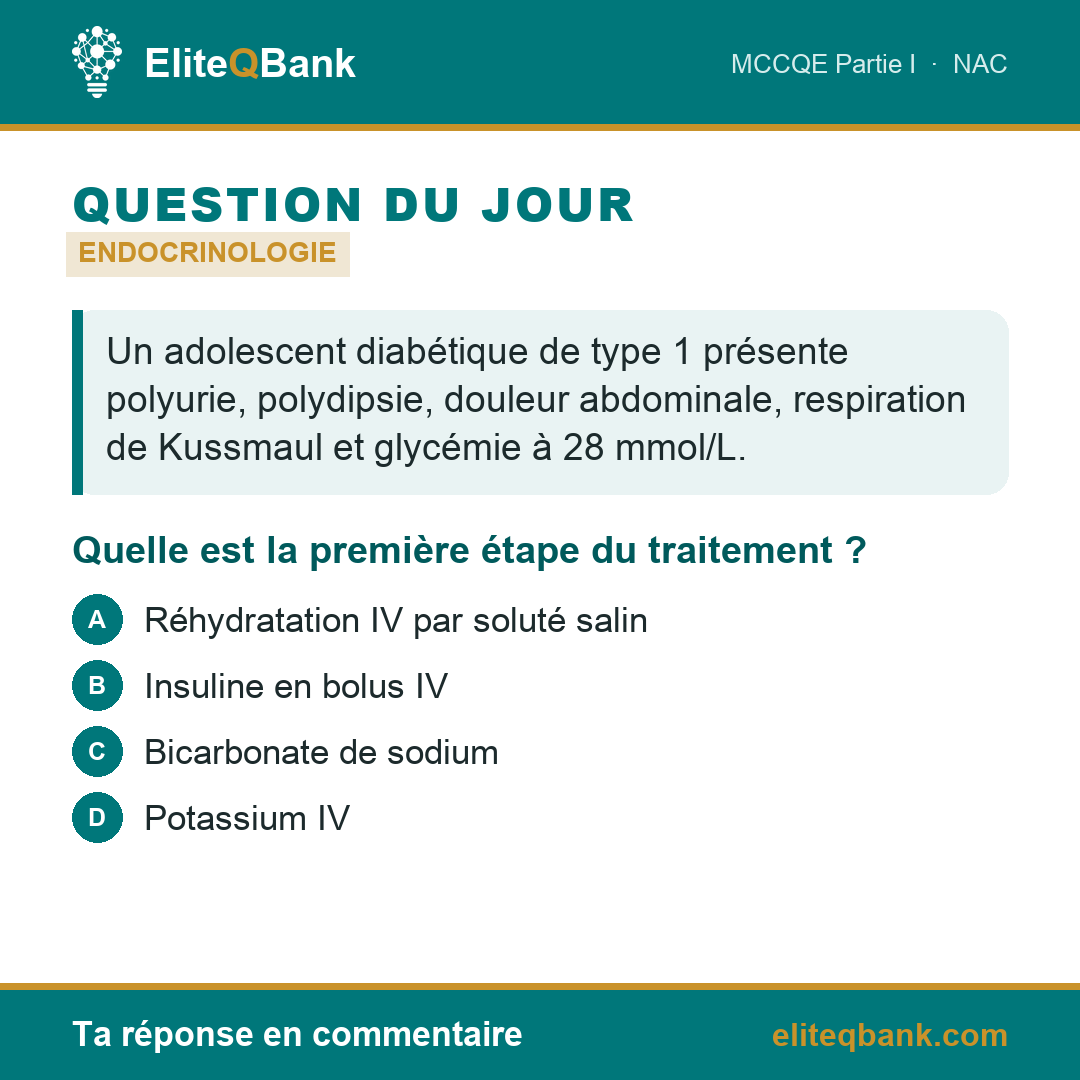 EliteQBank
MCCQE Partie I · NAC
QUESTION DU JOUR
ENDOCRINOLOGIE
Un adolescent diabétique de type 1 présente
polyurie, polydipsie, douleur abdominale, respiration
de Kussmaul et glycémie à 28 mmol/L.
Quelle est la première étape du traitement ?
A Réhydratation IV par soluté salin
B Insuline en bolus IV
C Bicarbonate de sodium
D Potassium IV
Ta réponse en commentaire
eliteqbank.com